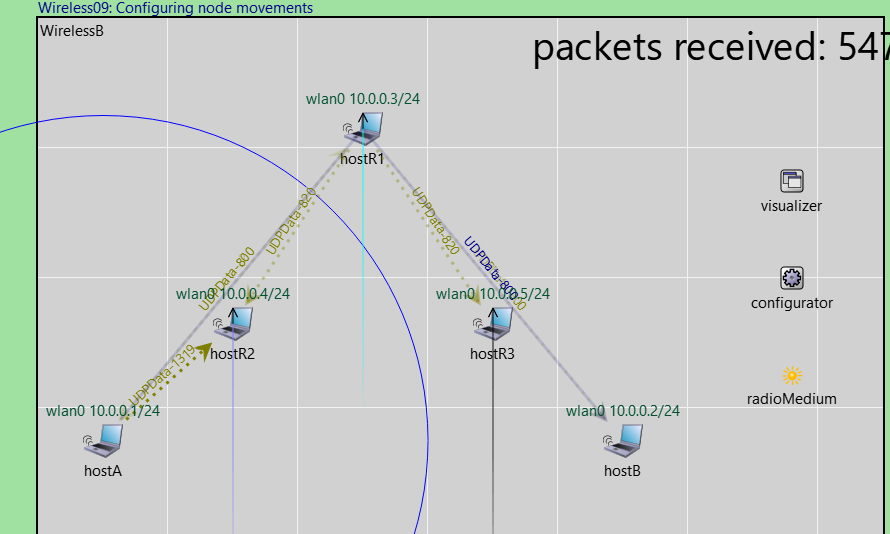 Wireless09: Configuring node movements
WirelessB
packets received: 547
wlan0 10.0.0.3/24
hostR1
visualizer
UDPData-820
UDPData-820
UDPData-800
UDPData-800
configurator
wlan0 10.0.0.4/24
wlan0 10.0.0.5/24
hostR2
hostR3
radioMedium
UDPData-1319
wlan0 10.0.0.1/24
wlan0 10.0.0.2/24
hostA
hostB